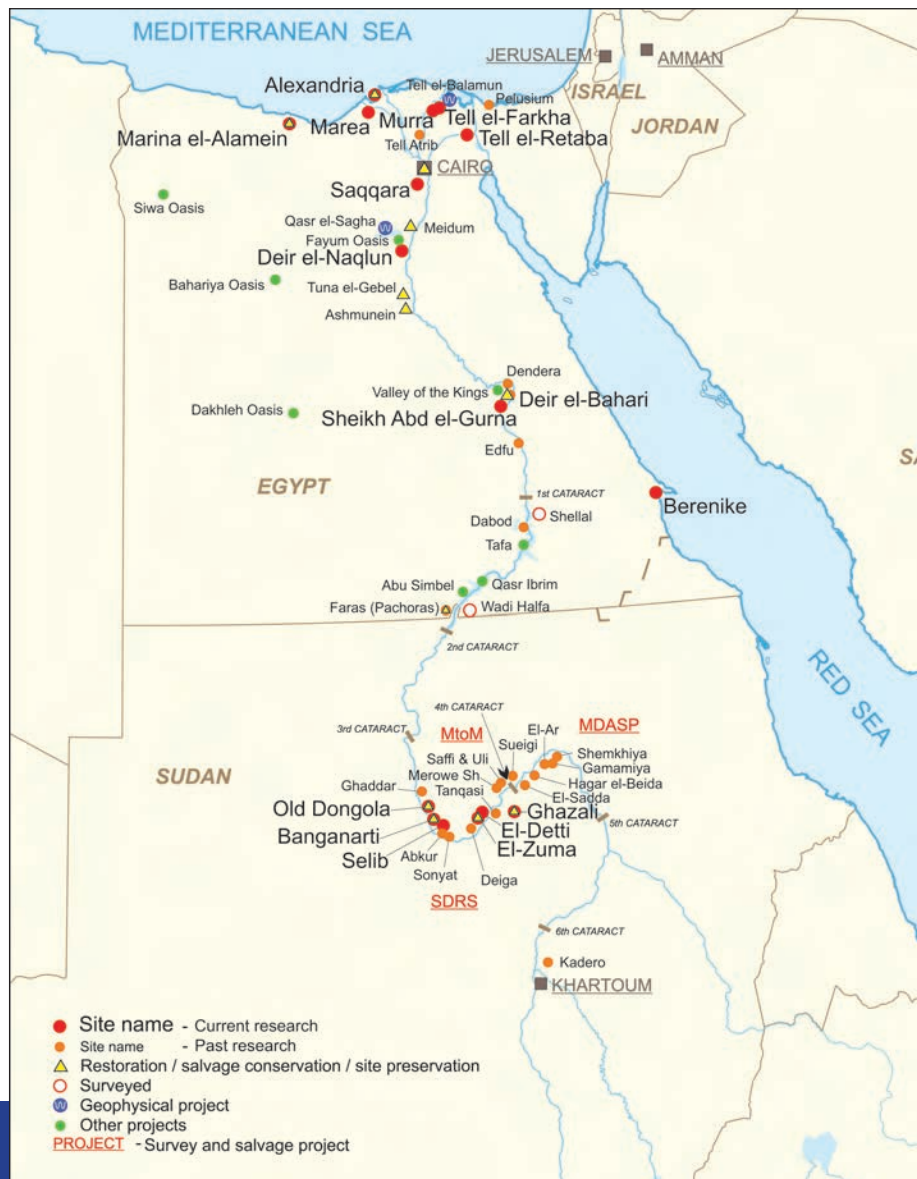 MEDITERRANEAN SEA
JERUSALEM
AMMAN
Alexandria
Tell el-Balamun
Pelusium
ISRAEL
Marea
Murra
Tell el-Farkha
JORDAN
Marina el-Alamein
Tell el-Retaba
Tell Atrib
CAIRO
Saqqara
Siwa Oasis
Qasr el-Sagha
Meidum
Fayum Oasis
Deir el-Naqlun
Bahariya Oasis
Tuna el-Gebel
Ashmunein
Dendera
Valley of the Kings
Deir el-Bahari
Dakhleh Oasis
Sheikh Abd el-Gurna
Edfu
SA
EGYPT
1st CATARACT
Berenike
Shellal
Dabod
Tafa
Abu Simbel
Qasr Ibrim
Faras (Pachoras)
Wadi Halfa
2nd CATARACT
RED SEA
4th CATARACT
3rd CATARACT
MtoM
El-Ar
MDASP
Sueigi
Shemkhiya
Saffi & Uli
Gamamiya
SUDAN
Merowe Sh
Hagar el-Beida
Ghaddar
Tanqasi
El-Sadda
Old Dongola
Ghazali
5th CATARACT
Banganarti
El-Detti
Selib
El-Zuma
Abkur
Sonyat
Deiga
SDRS
6th CATARACT
Kadero
KHARTOUM
Site name - Current research
Site name - Past research
Restoration / salvage conservation / site preservation
Surveyed
W Geophysical project
Other projects
PROJECT - Survey and salvage project